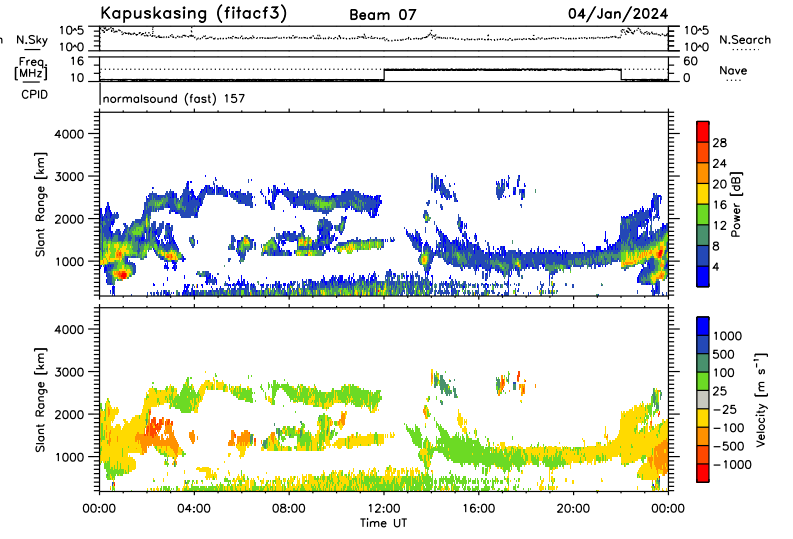 Kapuskasing (fitacf3) Beam 07 04/Jan/2024
n N.Sky 10^5 10^0 10^5 10^0 N.Search
Freq. [MHz] 16 10 60 0 Nave
CPID normalsound (fast) 157
Slant Range [km] 4000 3000 2000 1000
28 24 20 16 12 8 4 Power [dB]
Slant Range [km] 4000 3000 2000 1000
1000 500 100 25 -25 -100 -500 -1000 Velocity [m s^-1]
00:00 04:00 08:00 12:00 16:00 20:00 00:00
Time UT